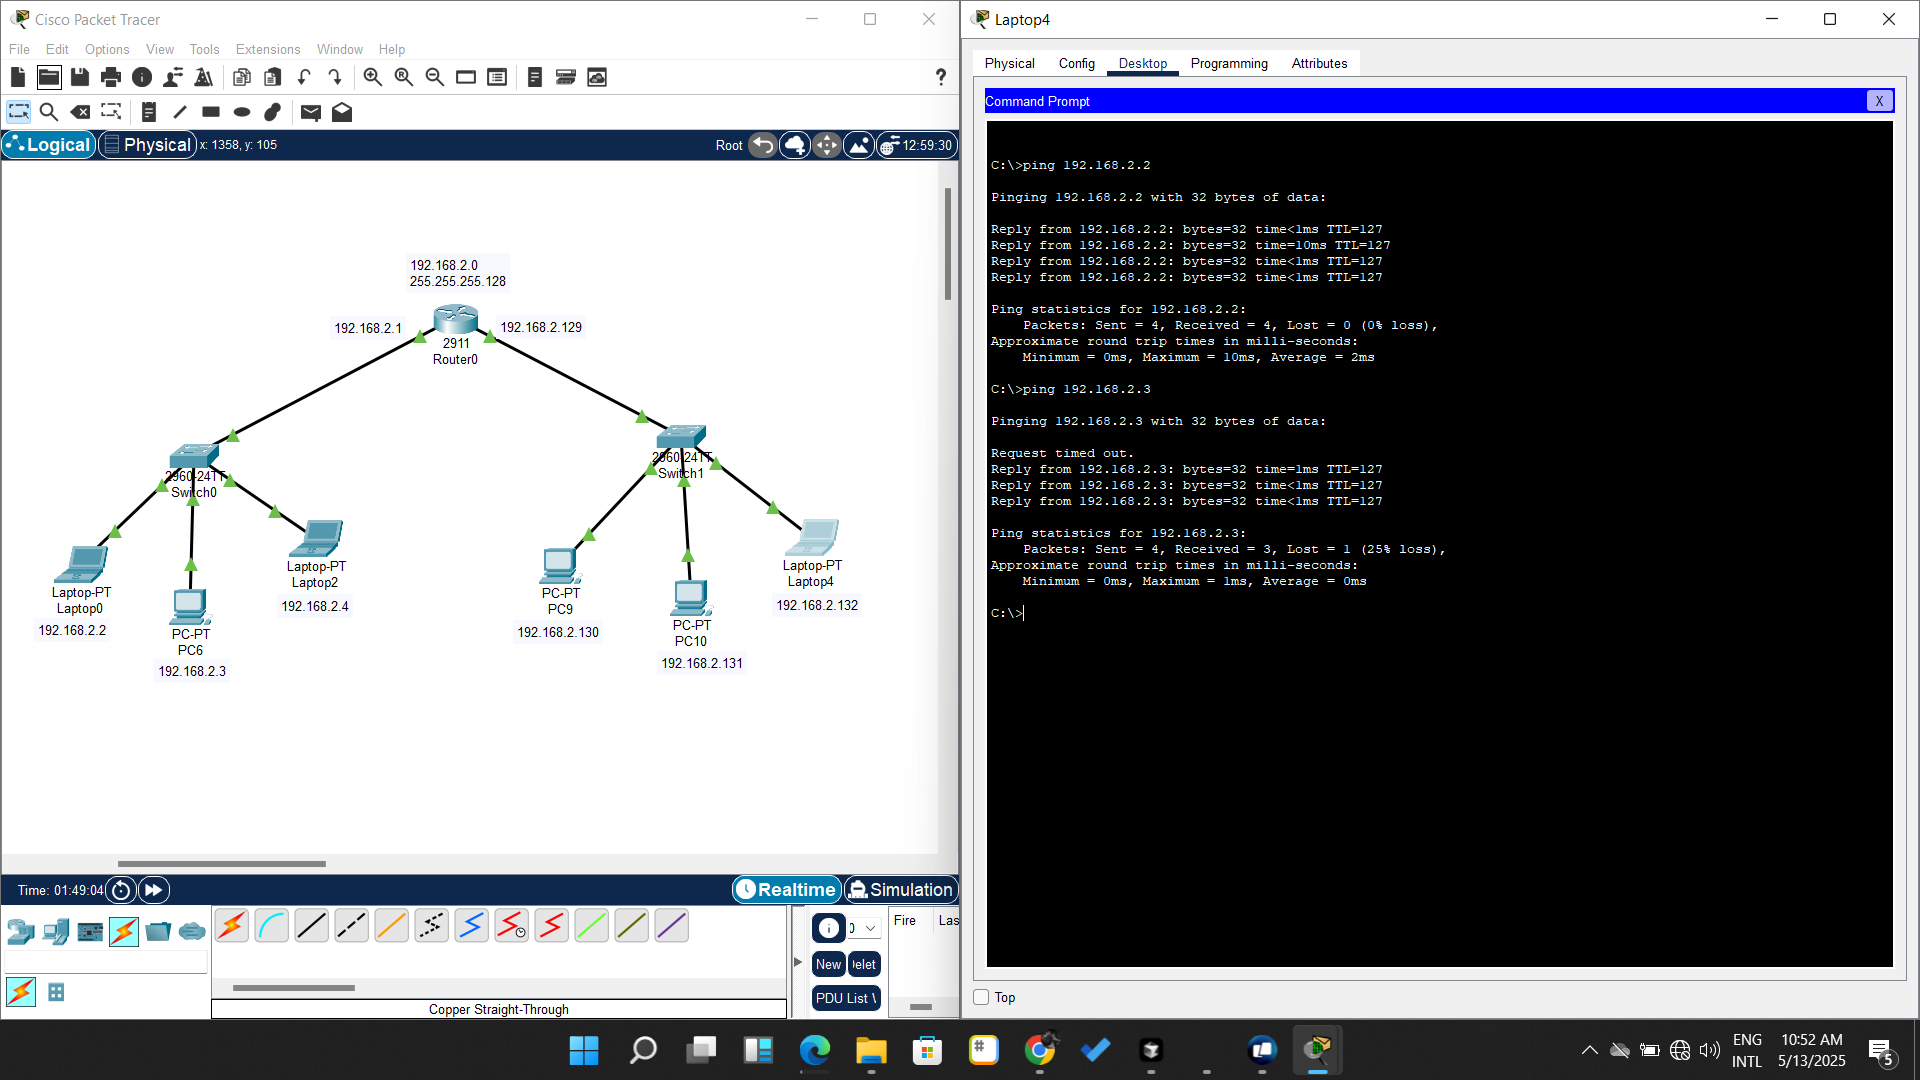 Cisco Packet Tracer
File Edit Options View Tools Extensions Window Help
?
Logical Physical x: 1358, y: 105 Root 12:59:30
192.168.2.0
255.255.255.128
192.168.2.1
192.168.2.129
2911
Router0
2960-24TT
Switch0
2960-24TT
Switch1
Laptop-PT
Laptop0
192.168.2.2
PC-PT
PC6
192.168.2.3
Laptop-PT
Laptop2
192.168.2.4
PC-PT
PC9
192.168.2.130
PC-PT
PC10
192.168.2.131
Laptop-PT
Laptop4
192.168.2.132
Time: 01:49:04 Realtime Simulation
0
Fire Las
New elet
PDU List
Copper Straight-Through
Laptop4
Physical Config Desktop Programming Attributes
Command Prompt X
C:\>ping 192.168.2.2
Pinging 192.168.2.2 with 32 bytes of data:
Reply from 192.168.2.2: bytes=32 time<1ms TTL=127
Reply from 192.168.2.2: bytes=32 time=10ms TTL=127
Reply from 192.168.2.2: bytes=32 time<1ms TTL=127
Reply from 192.168.2.2: bytes=32 time<1ms TTL=127
Ping statistics for 192.168.2.2:
Packets: Sent = 4, Received = 4, Lost = 0 (0% loss),
Approximate round trip times in milli-seconds:
Minimum = 0ms, Maximum = 10ms, Average = 2ms
C:\>ping 192.168.2.3
Pinging 192.168.2.3 with 32 bytes of data:
Request timed out.
Reply from 192.168.2.3: bytes=32 time=1ms TTL=127
Reply from 192.168.2.3: bytes=32 time<1ms TTL=127
Reply from 192.168.2.3: bytes=32 time<1ms TTL=127
Ping statistics for 192.168.2.3:
Packets: Sent = 4, Received = 3, Lost = 1 (25% loss),
Approximate round trip times in milli-seconds:
Minimum = 0ms, Maximum = 1ms, Average = 0ms
C:\>
Top
ENG
INTL
10:52 AM
5/13/2025
5